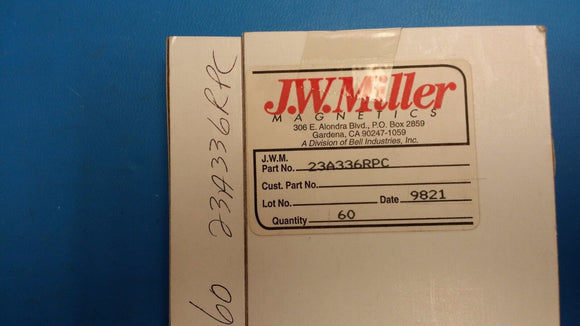 J.W.Miller
MAGNETICS
306 E. Alondra Blvd., P.O. Box 2859
Gardena, CA 90247-1059
A Division of Bell Industries, Inc.
J.W.M.
Part No. 23A336RPC
Cust. Part No.
Lot No. Date 9821
Quantity 60
60 23A336RPC